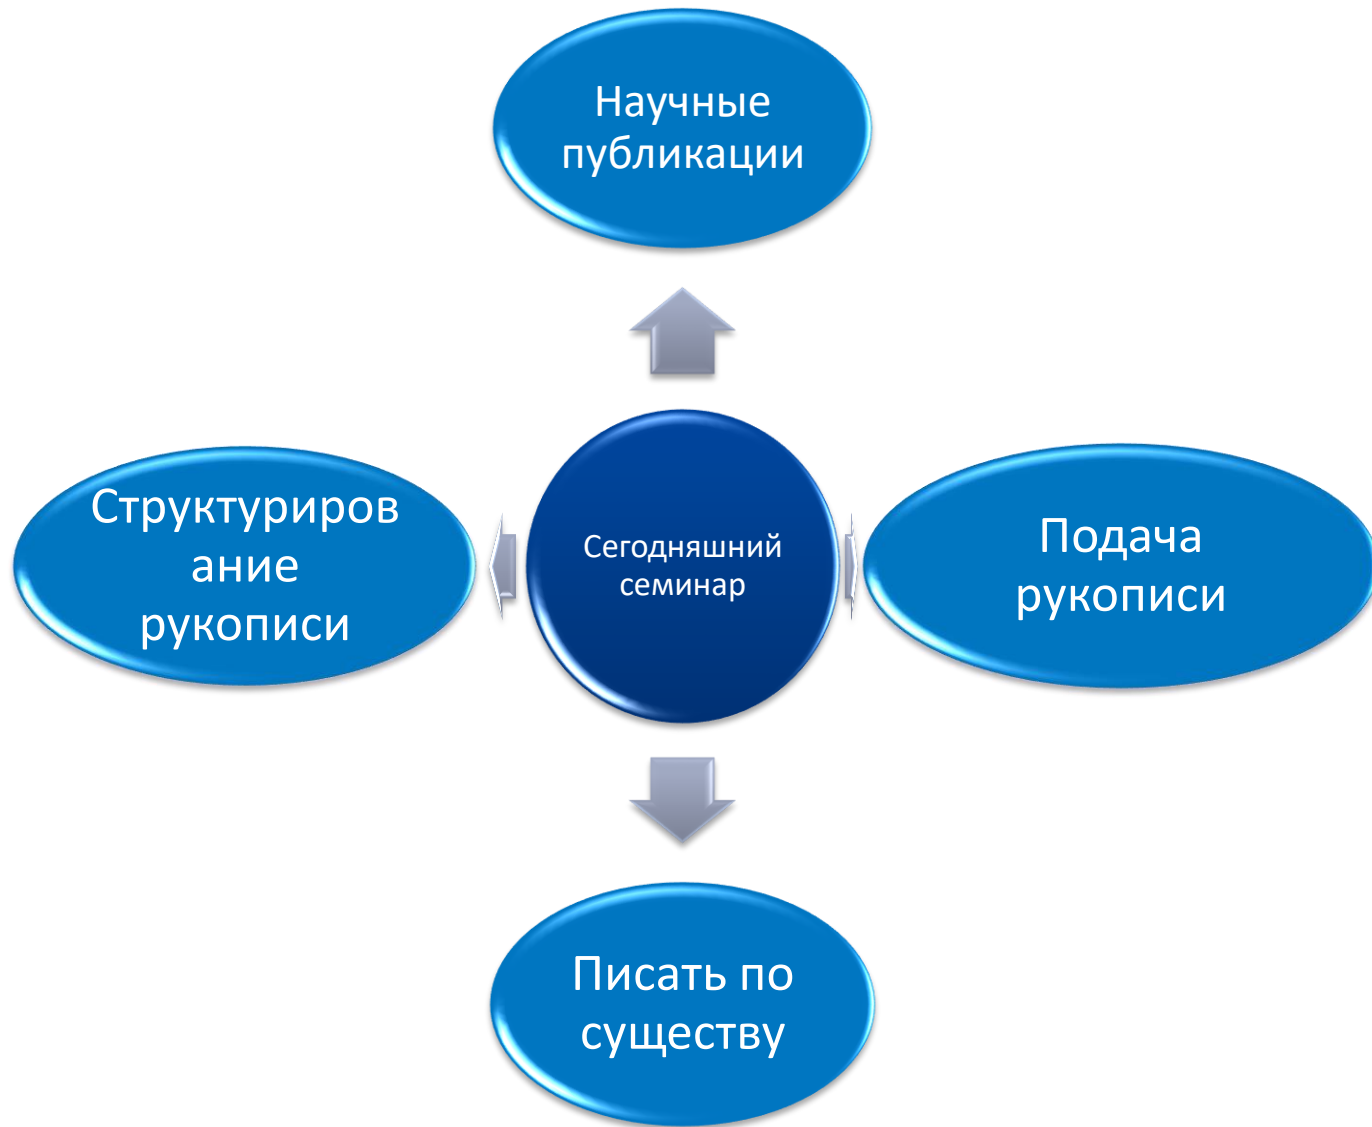 Научные
публикации
Структуриров
ание
рукописи
Сегодняшний
семинар
Подача
рукописи
Писать по
существу